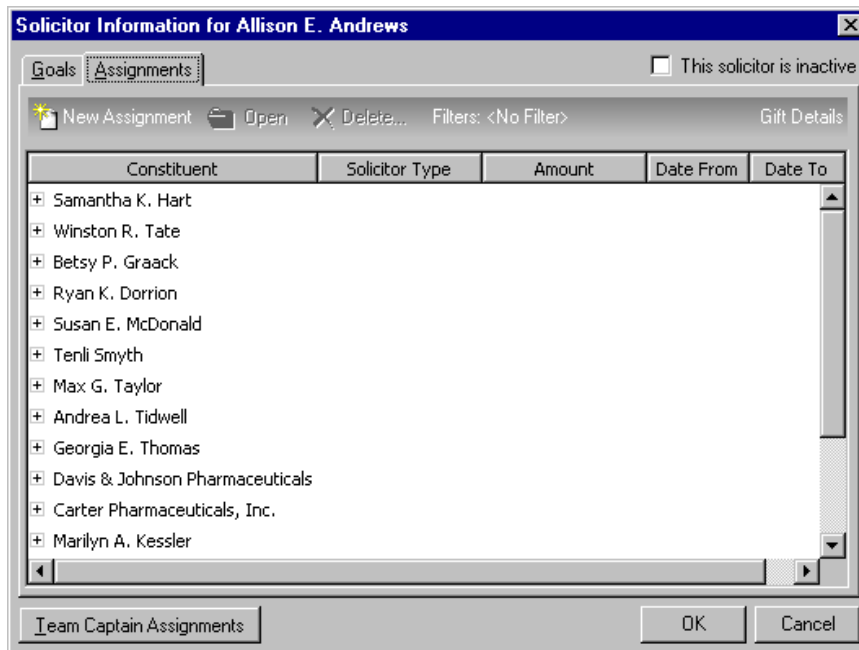 Solicitor Information for Allison E. Andrews
Goals Assignments This solicitor is inactive
New Assignment Open Delete... Filters: <No Filter> Gift Details
Constituent Solicitor Type Amount Date From Date To
Samantha K. Hart
Winston R. Tate
Betsy P. Graack
Ryan K. Dorrion
Susan E. McDonald
Tenli Smyth
Max G. Taylor
Andrea L. Tidwell
Georgia E. Thomas
Davis & Johnson Pharmaceuticals
Carter Pharmaceuticals, Inc.
Marilyn A. Kessler
Team Captain Assignments OK Cancel